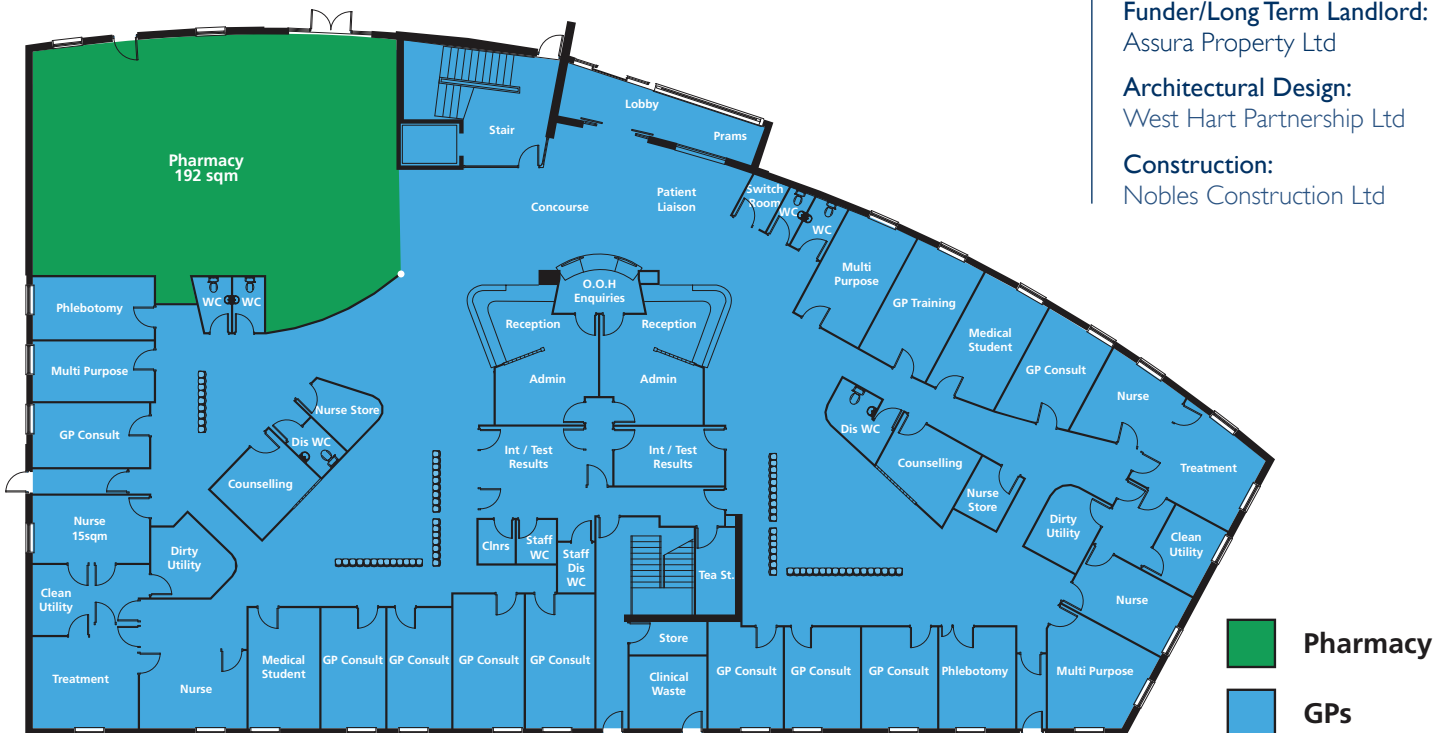 Funder/Long Term Landlord:
Assura Property Ltd
Architectural Design:
West Hart Partnership Ltd
Construction:
Nobles Construction Ltd
Lobby
Prams
Stair
Pharmacy
192 sqm
Concourse
Patient
Liaison
Switch
Room
WC
WC
Multi
Purpose
GP Training
Medical
Student
GP Consult
Nurse
Treatment
O.O.H
Enquiries
Reception
Reception
Admin
Admin
Phlebotomy
WC
WC
Multi Purpose
GP Consult
Nurse Store
Dis WC
Counselling
Int / Test
Results
Int / Test
Results
Dis WC
Counselling
Nurse
Store
Dirty
Utility
Clean
Utility
Nurse
Nurse
15sqm
Dirty
Utility
Clean
Utility
Clnrs
Staff
WC
Staff
Dis
WC
Tea St.
Treatment
Nurse
Medical
Student
GP Consult
GP Consult
GP Consult
GP Consult
Store
Clinical
Waste
GP Consult
GP Consult
GP Consult
Phlebotomy
Multi Purpose
Pharmacy
GPs